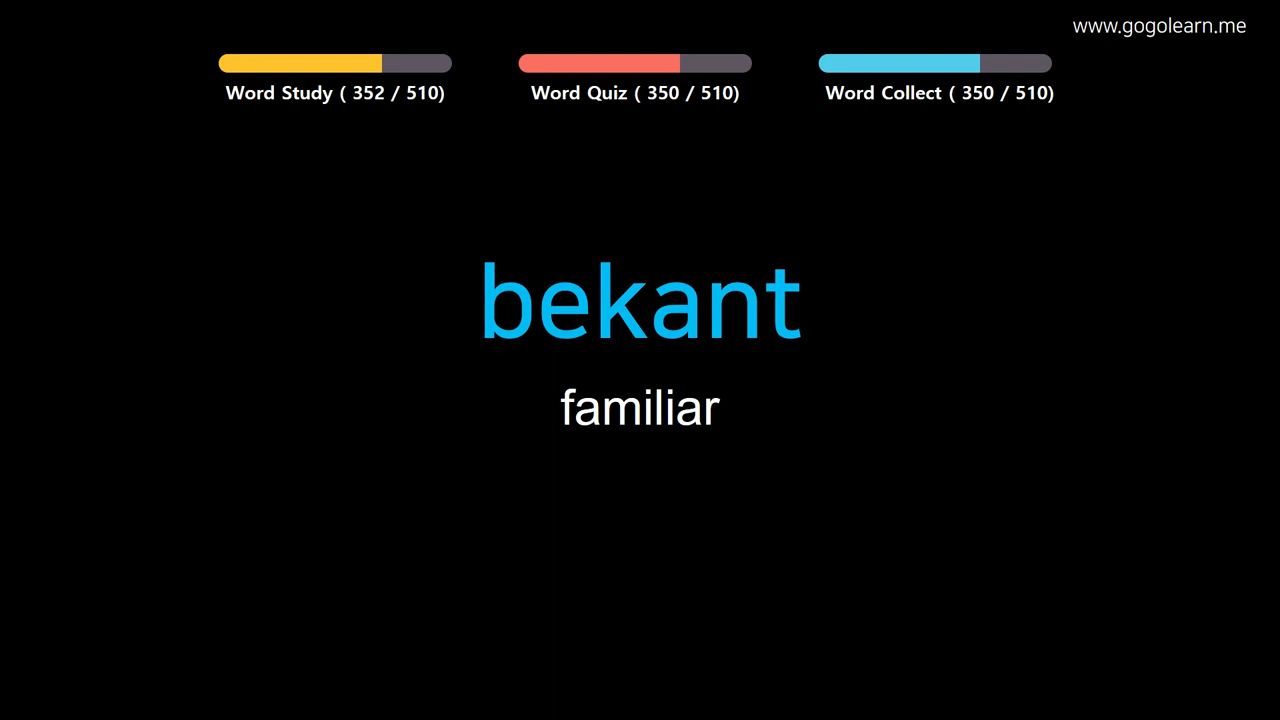 www.gogolearn.me
Word Study ( 352 / 510)
Word Quiz ( 350 / 510)
Word Collect ( 350 / 510)
bekant
familiar